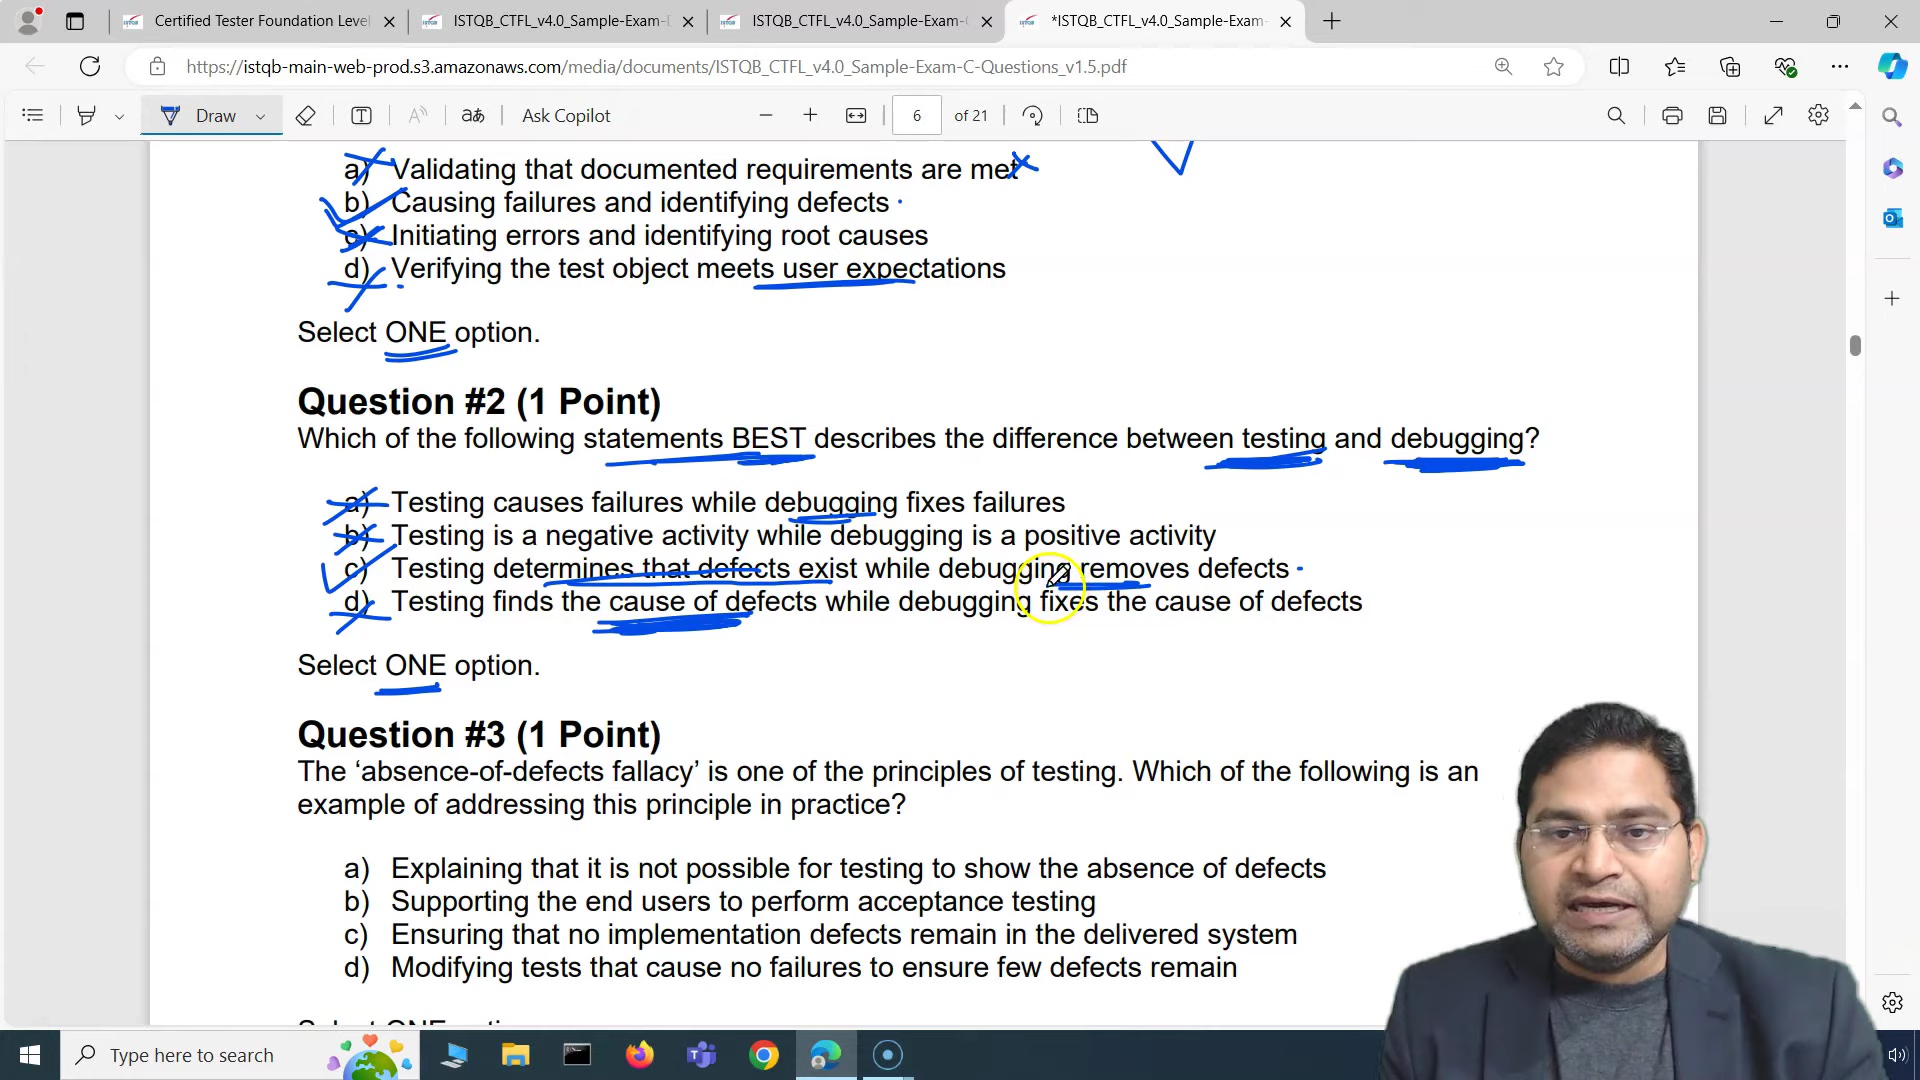 Certified Tester Foundation Level
ISTQB_CTFL_v4.0_Sample-Exam-
ISTQB_CTFL_v4.0_Sample-Exam-
*ISTQB_CTFL_v4.0_Sample-Exam-
https://istqb-main-web-prod.s3.amazonaws.com/media/documents/ISTQB_CTFL_v4.0_Sample-Exam-C-Questions_v1.5.pdf
Draw
Ask Copilot
6 of 21
a) Validating that documented requirements are met
b) Causing failures and identifying defects
c) Initiating errors and identifying root causes
d) Verifying the test object meets user expectations
Select ONE option.
Question #2 (1 Point)
Which of the following statements BEST describes the difference between testing and debugging?
a) Testing causes failures while debugging fixes failures
b) Testing is a negative activity while debugging is a positive activity
c) Testing determines that defects exist while debugging removes defects
d) Testing finds the cause of defects while debugging fixes the cause of defects
Select ONE option.
Question #3 (1 Point)
The ‘absence-of-defects fallacy’ is one of the principles of testing. Which of the following is an
example of addressing this principle in practice?
a) Explaining that it is not possible for testing to show the absence of defects
b) Supporting the end users to perform acceptance testing
c) Ensuring that no implementation defects remain in the delivered system
d) Modifying tests that cause no failures to ensure few defects remain
Type here to search